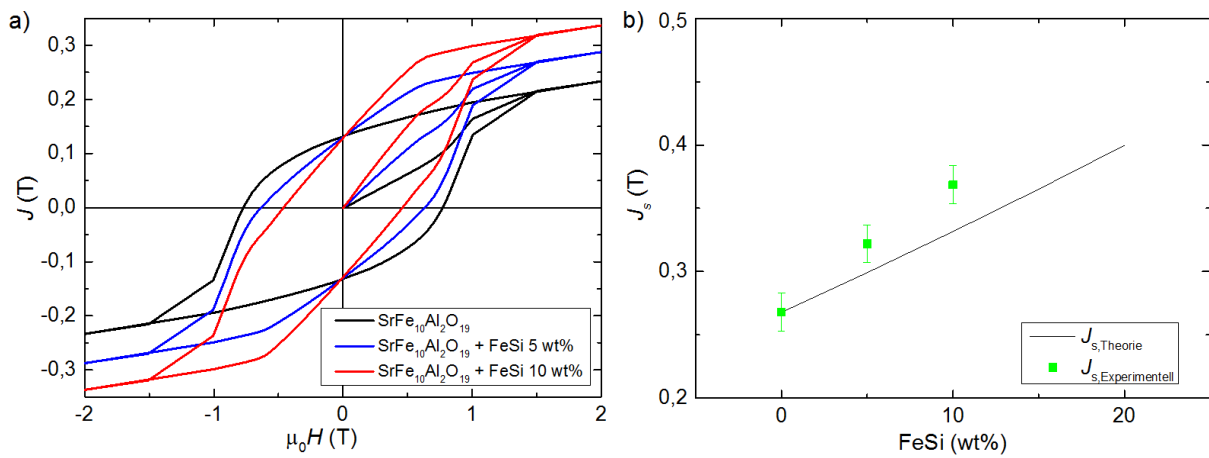 a)
0,3
0,2
0,1
0,0
-0,1
-0,2
-0,3
J (T)
-2
-1
0
1
2
μ₀H (T)
SrFe₁₀Al₂O₁₉
SrFe₁₀Al₂O₁₉ + FeSi 5 wt%
SrFe₁₀Al₂O₁₉ + FeSi 10 wt%
b)
0,5
0,4
0,3
0,2
Jₛ (T)
0
10
20
FeSi (wt%)
Js,Theorie
Js,Experimentell